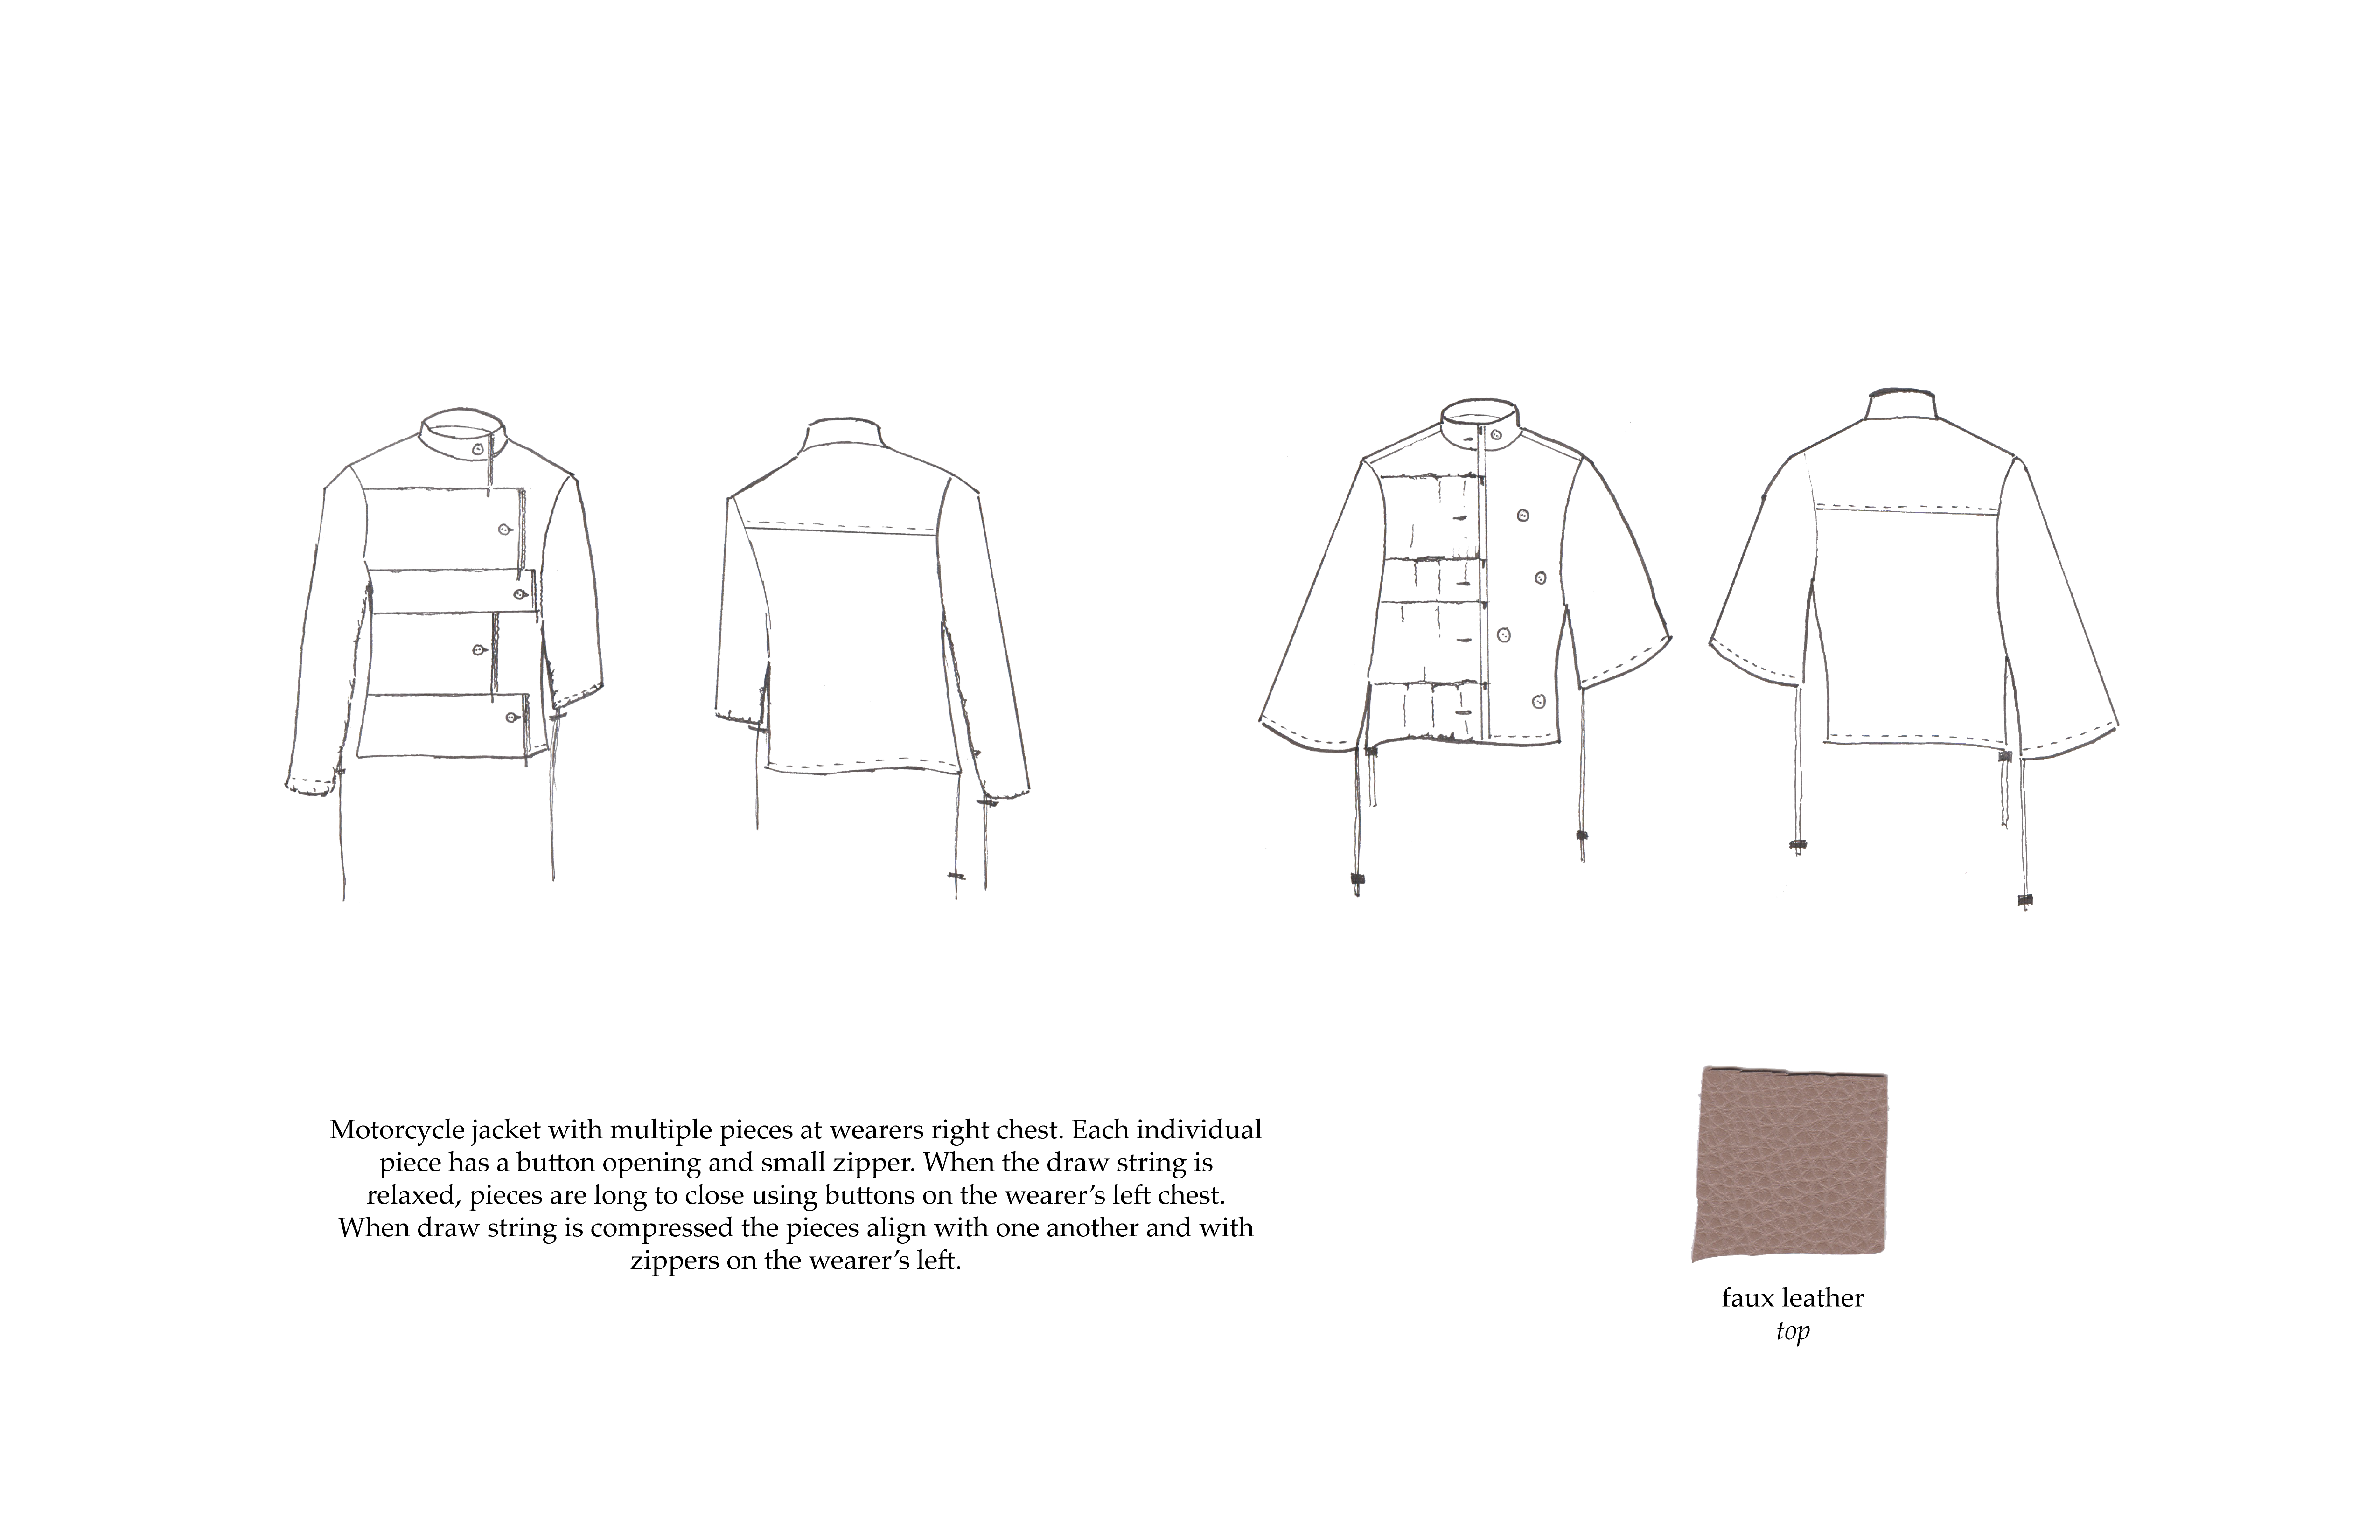 Motorcycle jacket with multiple pieces at wearers right chest. Each individual
piece has a button opening and small zipper. When the draw string is
relaxed, pieces are long to close using buttons on the wearer’s left chest.
When draw string is compressed the pieces align with one another and with
zippers on the wearer’s left.
faux leather
top